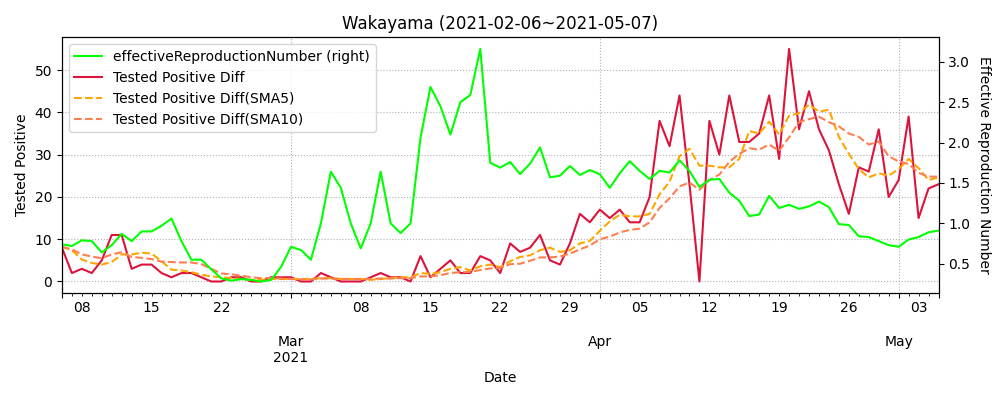 Wakayama (2021-02-06~2021-05-07)
effectiveReproductionNumber (right)
Tested Positive Diff
Tested Positive Diff(SMA5)
Tested Positive Diff(SMA10)
Tested Positive
50
40
30
20
10
0
3.0
2.5
2.0
1.5
1.0
0.5
Effective Reproduction Number
08 15 22 08 15 22 29 05 12 19 26 03
Mar Apr May
2021
Date